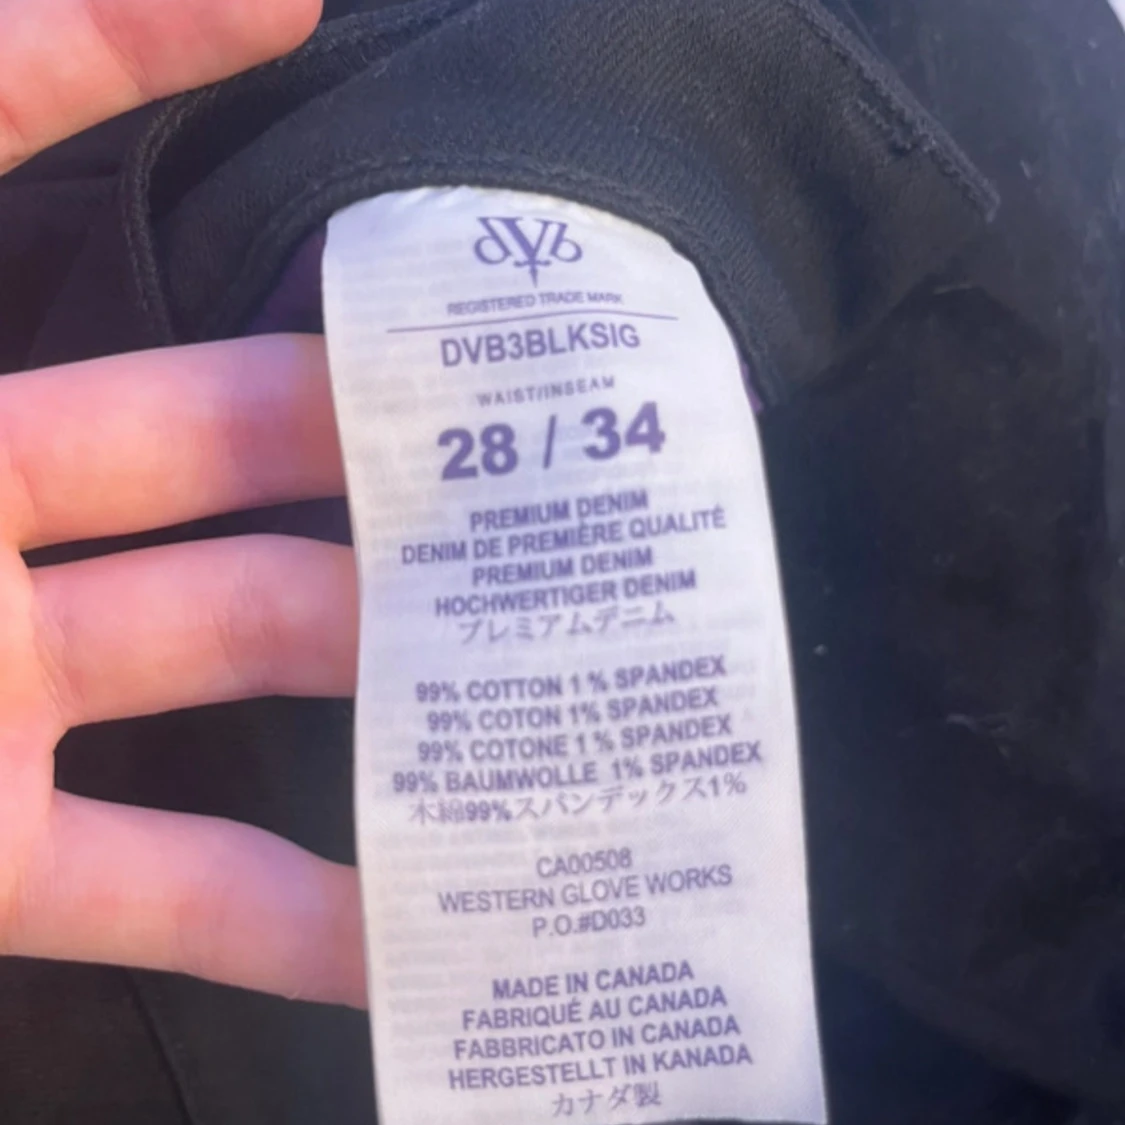 dVb
REGISTERED TRADE MARK
DVB3BLKSIG
WAIST/INSEAM
28 / 34
PREMIUM DENIM
DENIM DE PREMIÈRE QUALITÉ
PREMIUM DENIM
HOCHWERTIGER DENIM
プレミアムデニム
99% COTTON 1 % SPANDEX
99% COTON 1% SPANDEX
99% COTONE 1 % SPANDEX
99% BAUMWOLLE 1% SPANDEX
木綿99%スパンデックス1%
CA00508
WESTERN GLOVE WORKS
P.O.#D033
MADE IN CANADA
FABRIQUÉ AU CANADA
FABBRICATO IN CANADA
HERGESTELLT IN KANADA
カナダ製